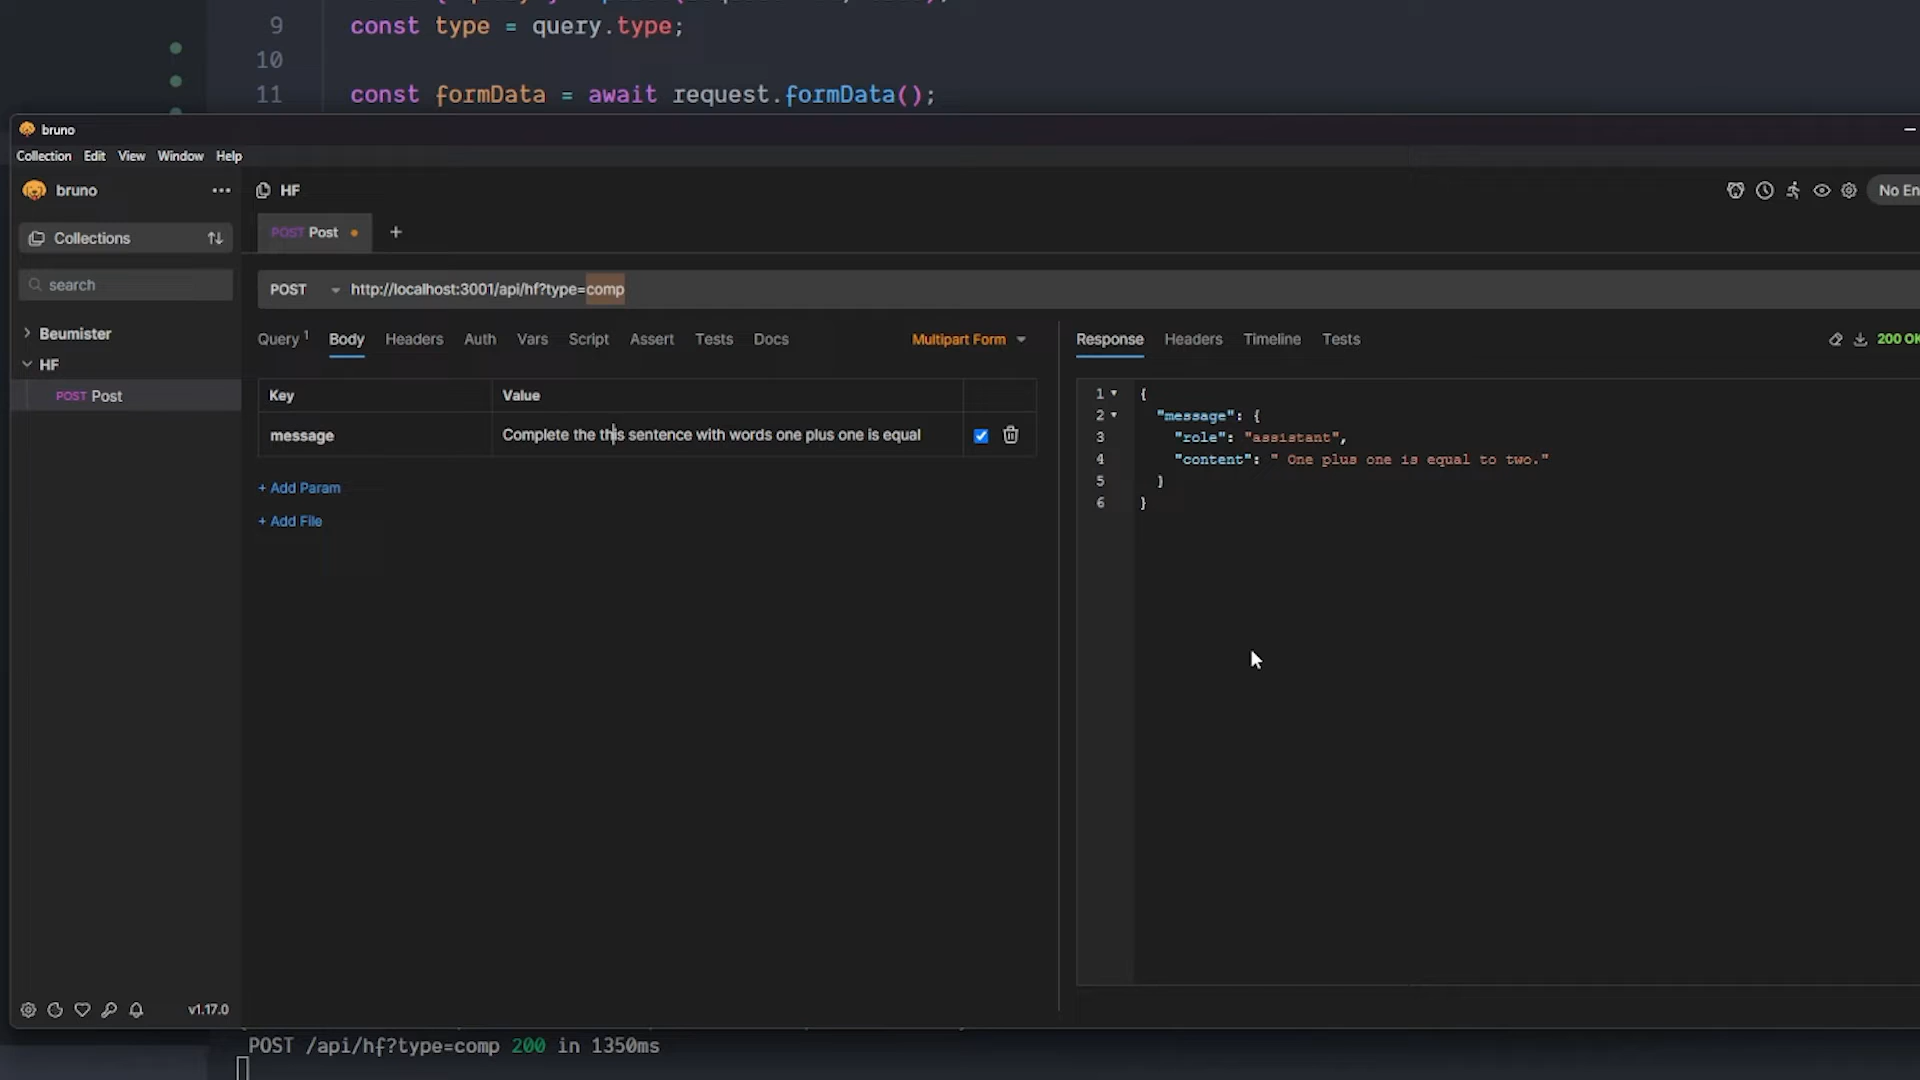 9 const type = query.type;
10
11 const formData = await request.formData();
bruno
Collection Edit View Window Help
bruno ··· HF No En
Collections POST Post +
search POST http://localhost:3001/api/hf?type=comp
Beumister Query 1 Body Headers Auth Vars Script Assert Tests Docs Multipart Form Response Headers Timeline Tests 200 OK
HF
POST Post
Key Value
message Complete the this sentence with words one plus one is equal
+ Add Param
+ Add File
1 {
2 "message": {
3 "role": "assistant",
4 "content": " One plus one is equal to two."
5 }
6 }
v1.17.0
POST /api/hf?type=comp 200 in 1350ms